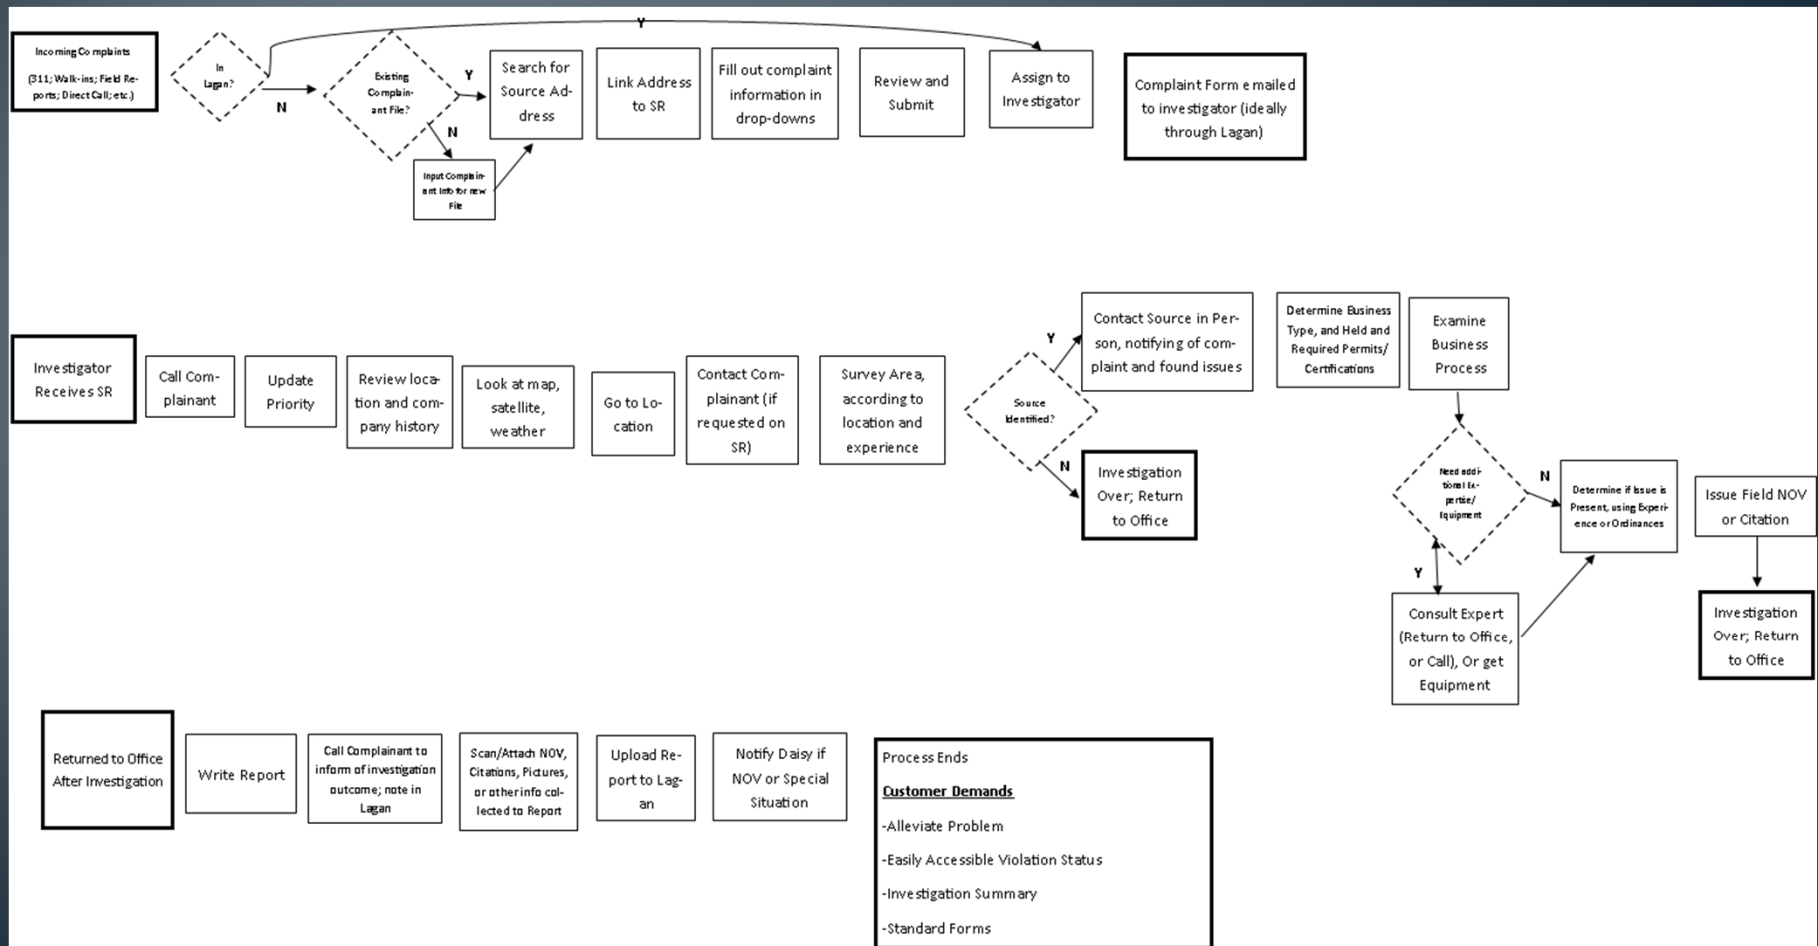 Y
Incoming Complaints
(311; Walk-ins; Field Re-
ports; Direct Call; etc.)
In
Lagan?
N
Existing
Complain-
ant File?
Y
N
Input Complain-
ant Info for new
File
Search for
Source Ad-
dress
Link Address
to SR
Fill out complaint
information in
drop-downs
Review and
Submit
Assign to
Investigator
Complaint Form emailed
to investigator (ideally
through Lagan)
Investigator
Receives SR
Call Com-
plainant
Update
Priority
Review loca-
tion and com-
pany history
Look at map,
satellite,
weather
Go to Lo-
cation
Contact Com-
plainant (if
requested on
SR)
Survey Area,
according to
location and
experience
Source
Identified?
Y
Contact Source in Per-
son, notifying of com-
plaint and found issues
N
Investigation
Over; Return
to Office
Determine Business
Type, and Held and
Required Permits/
Certifications
Examine
Business
Process
Need addi-
tional Ex-
pertise/
Equipment
N
Y
Consult Expert
(Return to Office,
or Call), Or get
Equipment
Determine if Issue is
Present, using Experi-
ence or Ordinances
Issue Field NOV
or Citation
Investigation
Over; Return
to Office
Returned to Office
After Investigation
Write Report
Call Complainant to
inform of investigation
outcome; note in
Lagan
Scan/Attach NOV,
Citations, Pictures,
or other info col-
lected to Report
Upload Re-
port to Lag-
an
Notify Daisy if
NOV or Special
Situation
Process Ends
Customer Demands
-Alleviate Problem
-Easily Accessible Violation Status
-Investigation Summary
-Standard Forms